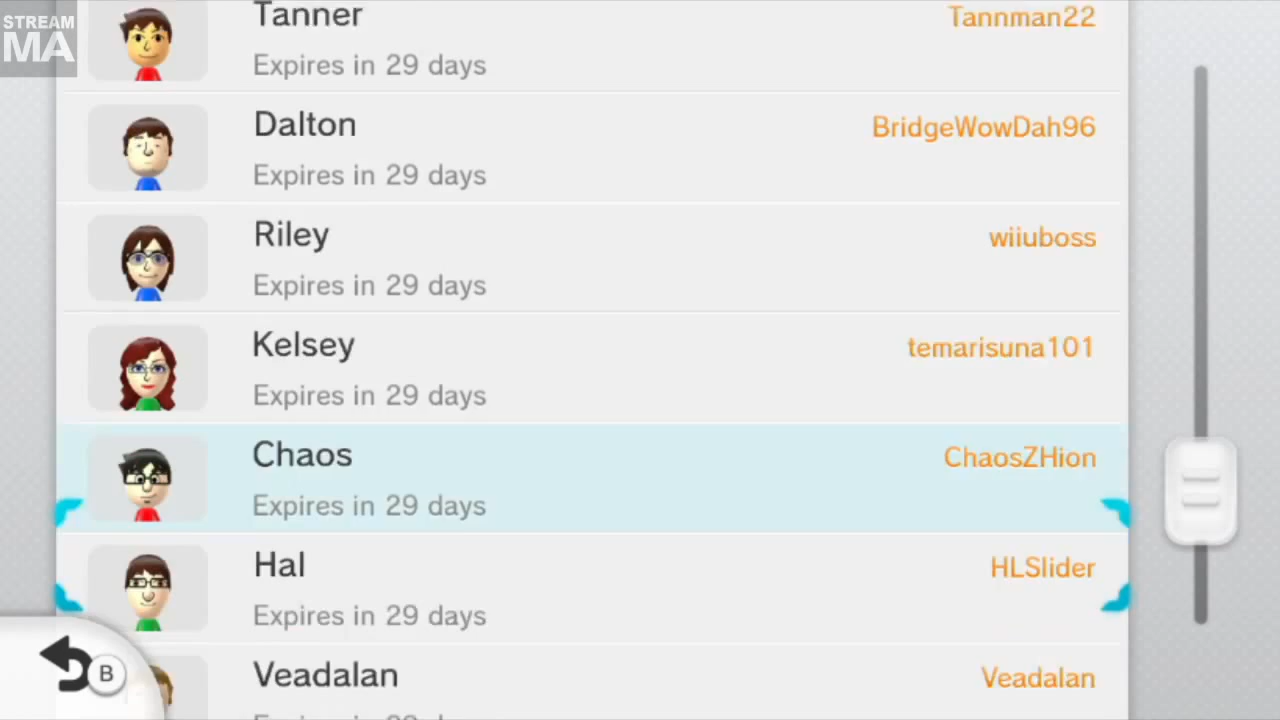 STREAM
MA
Tanner
Tannman22
Expires in 29 days
Dalton
BridgeWowDah96
Expires in 29 days
Riley
wiiuboss
Expires in 29 days
Kelsey
temarisuna101
Expires in 29 days
Chaos
ChaosZHion
Expires in 29 days
Hal
HLSlider
Expires in 29 days
Veadalan
Veadalan
B